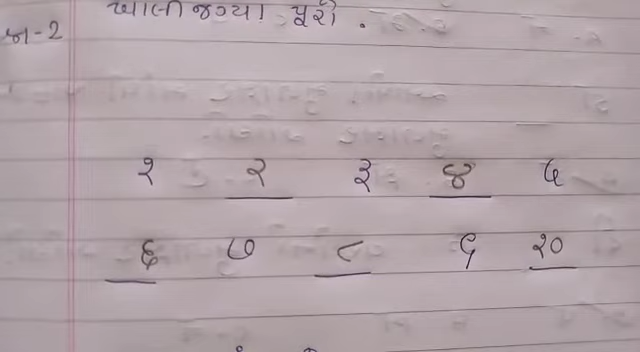 ખાલી જગ્યા પૂરો .
પ્ર-2
૧ ૨ ૩ ૪ ૫
૬ ૭ ૮ ૯ ૧૦